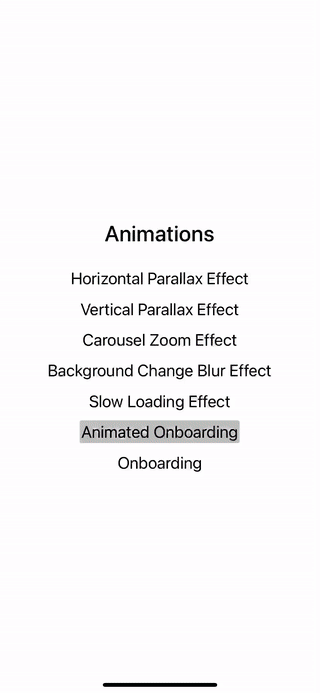 Animations
Horizontal Parallax Effect
Vertical Parallax Effect
Carousel Zoom Effect
Background Change Blur Effect
Slow Loading Effect
Animated Onboarding
Onboarding